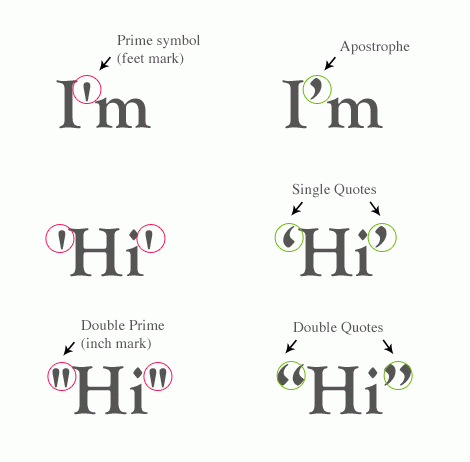 Prime symbol
(feet mark)
Apostrophe
I'm
I’m
Single Quotes
'Hi'
‘Hi’
Double Prime
(inch mark)
Double Quotes
"Hi"
“Hi”